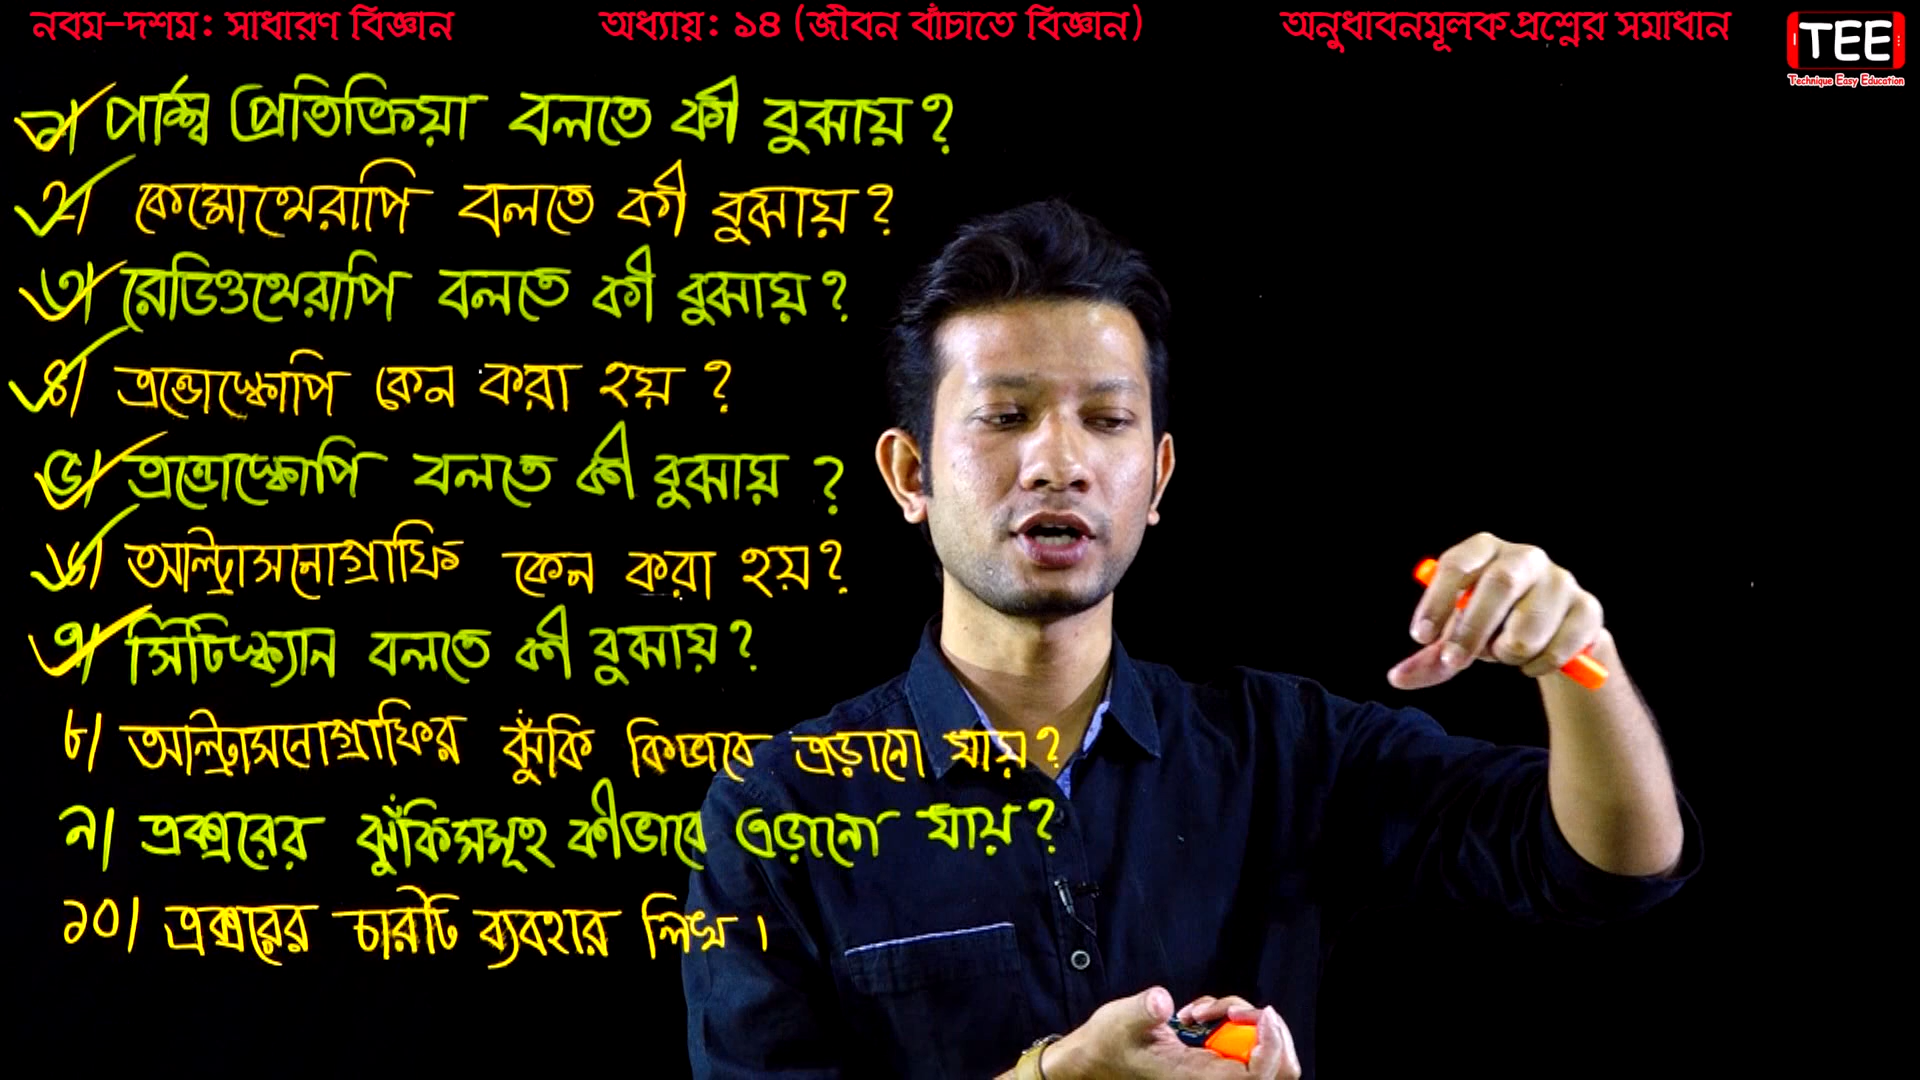 নবম-দশম: সাধারণ বিজ্ঞান
অধ্যায়: ১৪ (জীবন বাঁচাতে বিজ্ঞান)
অনুধাবনমূলক প্রশ্নের সমাধান
TEE
Technique Easy Education
১। পার্শ্ব প্রতিক্রিয়া বলতে কী বুঝায়?
২। কেমোথেরাপি বলতে কী বুঝায়?
৩। রেডিওথেরাপি বলতে কী বুঝায়?
৪। এন্ডোস্কোপি কেন করা হয়?
৫। এন্ডোস্কোপি বলতে কী বুঝায়?
৬। আল্ট্রাসনোগ্রাফি কেন করা হয়?
৭। সিটিস্ক্যান বলতে কী বুঝায়?
৮। আল্ট্রাসনোগ্রাফির ঝুঁকি কিভাবে এড়ানো যায়?
৯। এক্সরের ঝুঁকিসমূহ কীভাবে এড়ানো যায়?
১০। এক্সরের চারটি ব্যবহার লিখ।